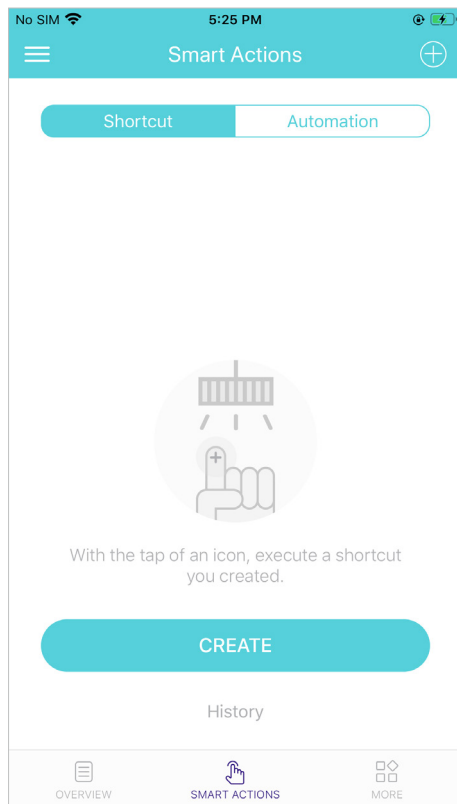 No SIM 5:25 PM
Smart Actions
Shortcut Automation
With the tap of an icon, execute a shortcut
you created.
CREATE
History
OVERVIEW SMART ACTIONS MORE